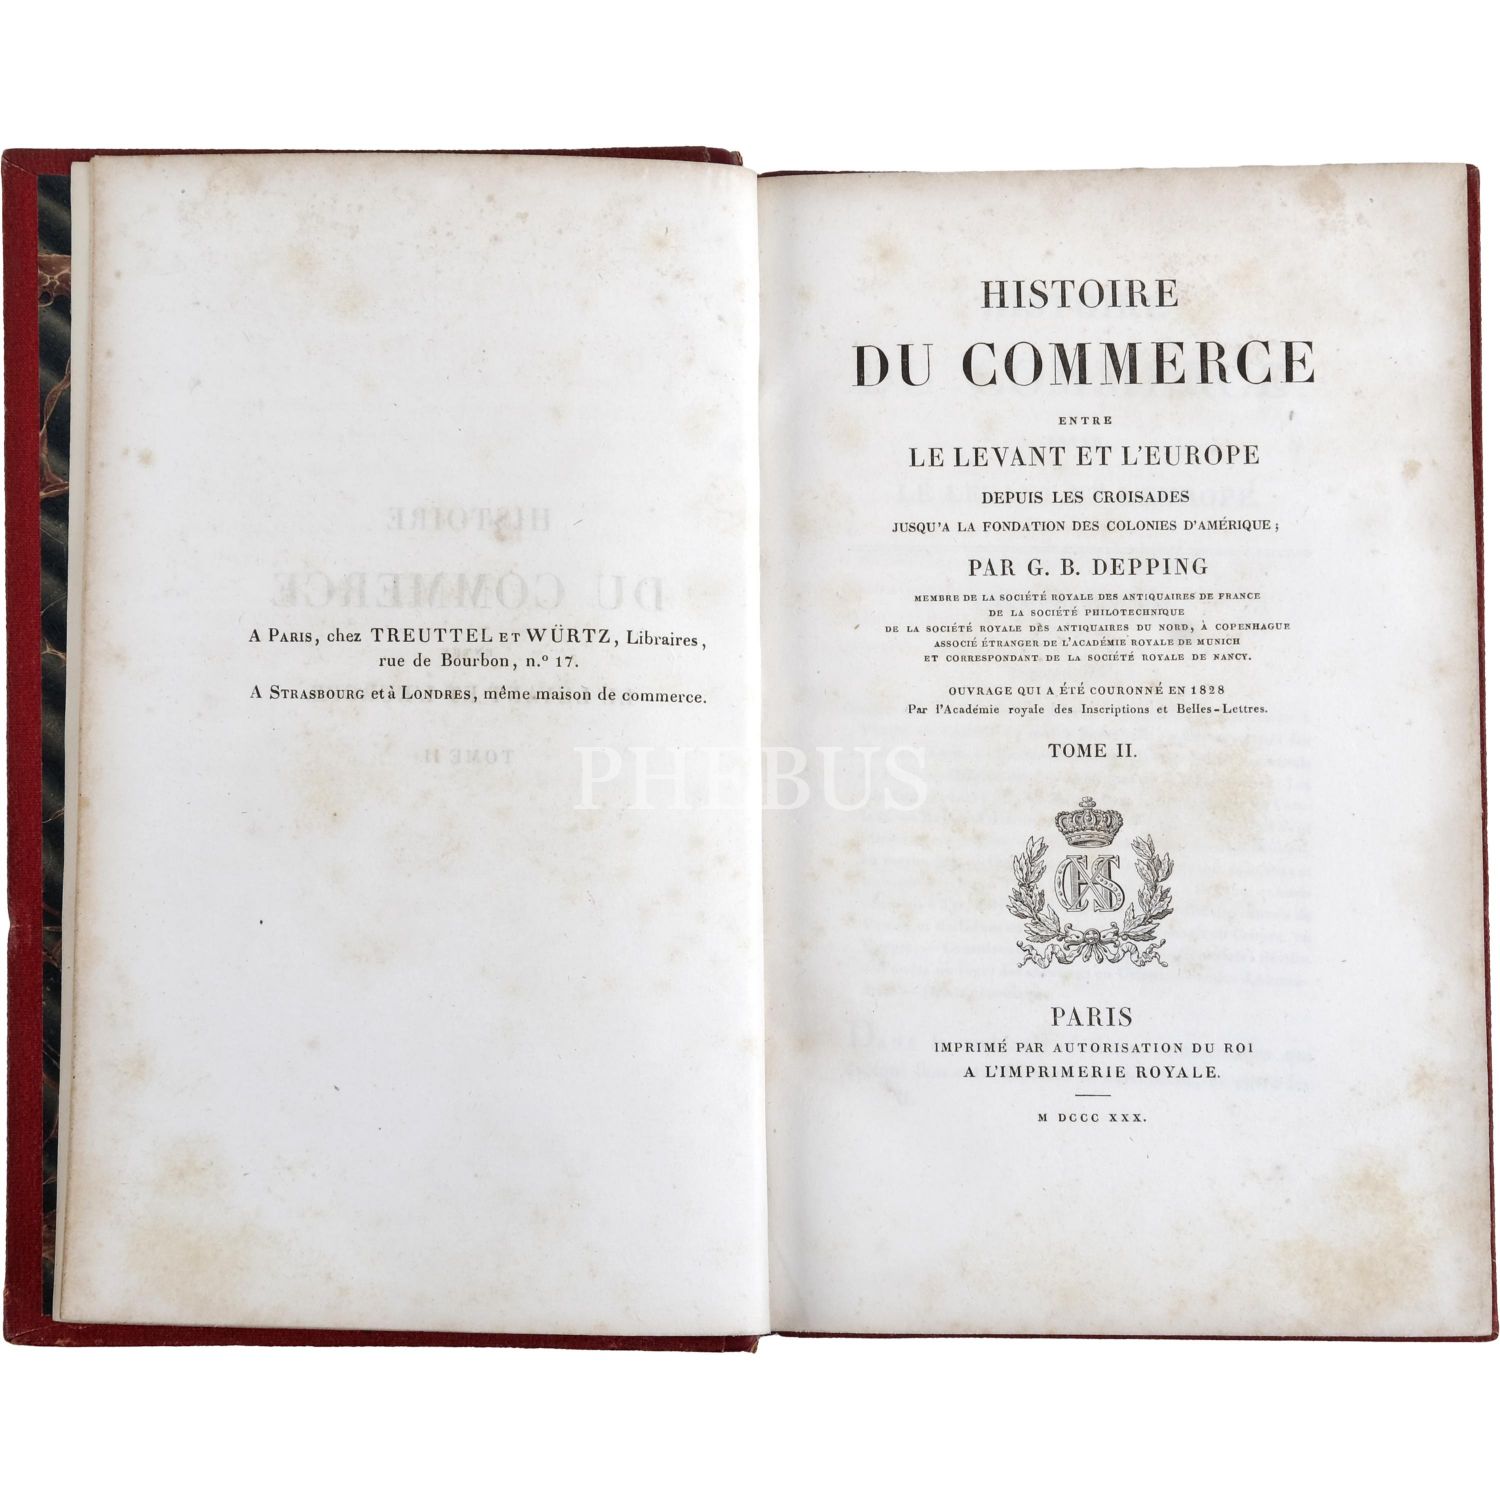 A PARIS, chez TREUTTEL ET WÜRTZ, Libraires,
rue de Bourbon, n.º 17.
A STRASBOURG et à LONDRES, même maison de commerce.
HISTOIRE
DU COMMERCE
ENTRE
LE LEVANT ET L'EUROPE
DEPUIS LES CROISADES
JUSQU'A LA FONDATION DES COLONIES D'AMÉRIQUE ;
PAR G. B. DEPPING
MEMBRE DE LA SOCIÉTÉ ROYALE DES ANTIQUAIRES DE FRANCE
DE LA SOCIÉTÉ PHILOTECHNIQUE
DE LA SOCIÉTÉ ROYALE DES ANTIQUAIRES DU NORD, À COPENHAGUE
ASSOCIÉ ÉTRANGER DE L'ACADÉMIE ROYALE DE MUNICH
ET CORRESPONDANT DE LA SOCIÉTÉ ROYALE DE NANCY.
OUVRAGE QUI A ÉTÉ COURONNÉ EN 1828
Par l'Académie royale des Inscriptions et Belles-Lettres.
TOME II.
PHEBUS
PARIS
IMPRIMÉ PAR AUTORISATION DU ROI
A L'IMPRIMERIE ROYALE.
M DCCC XXX.